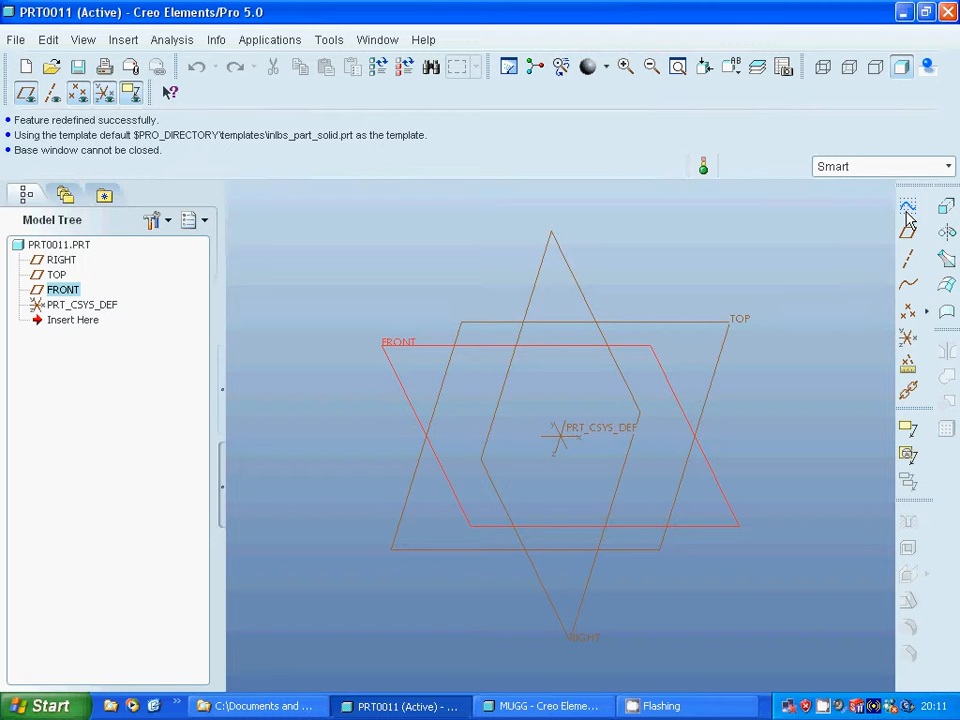 PRT0011 (Active) - Creo Elements/Pro 5.0
File Edit View Insert Analysis Info Applications Tools Window Help
Feature redefined successfully.
Using the template default $PRO_DIRECTORY\templates\inlbs_part_solid.prt as the template.
Base window cannot be closed.
Smart
Model Tree
PRT0011.PRT
RIGHT
TOP
FRONT
PRT_CSYS_DEF
Insert Here
TOP
FRONT
Y
PRT_CSYS_DEF
X
Z
RIGHT
Start
C:\Documents and ...
PRT0011 (Active) - ...
MUGG - Creo Eleme...
Flashing
20:11